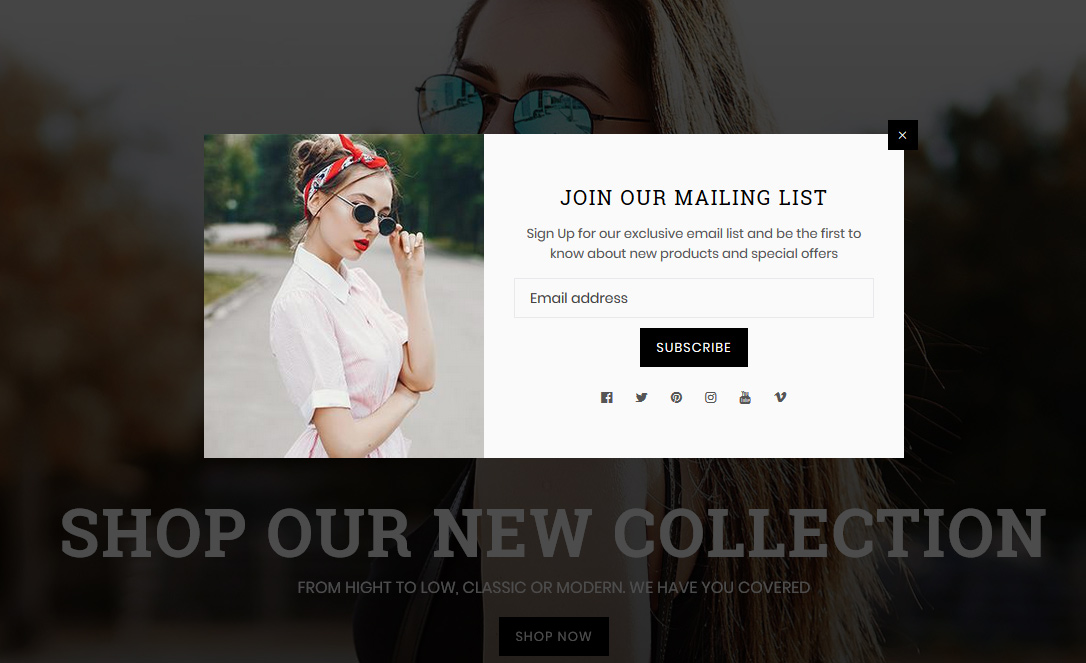 JOIN OUR MAILING LIST
Sign Up for our exclusive email list and be the first to
know about new products and special offers
Email address
SUBSCRIBE
SHOP OUR NEW COLLECTION
FROM HIGHT TO LOW, CLASSIC OR MODERN. WE HAVE YOU COVERED
SHOP NOW